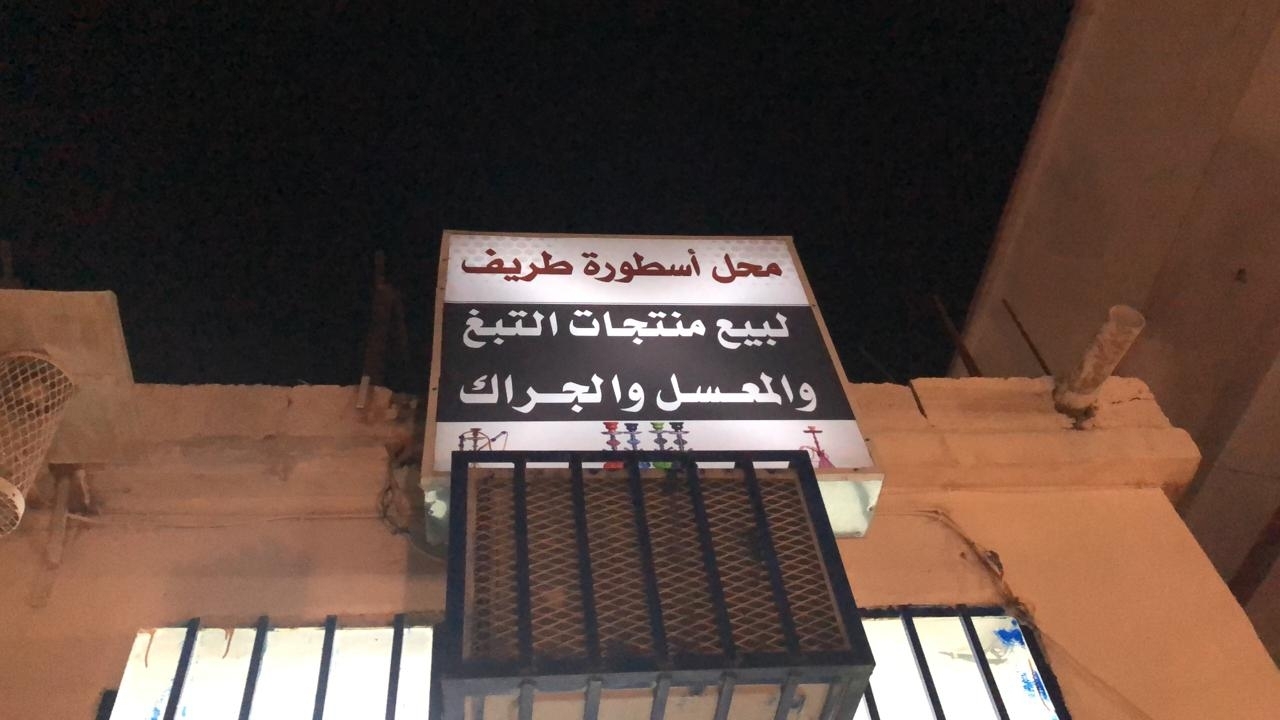 محل أسطورة طريف
لبيع منتجات التبغ
والمعسل والجراك